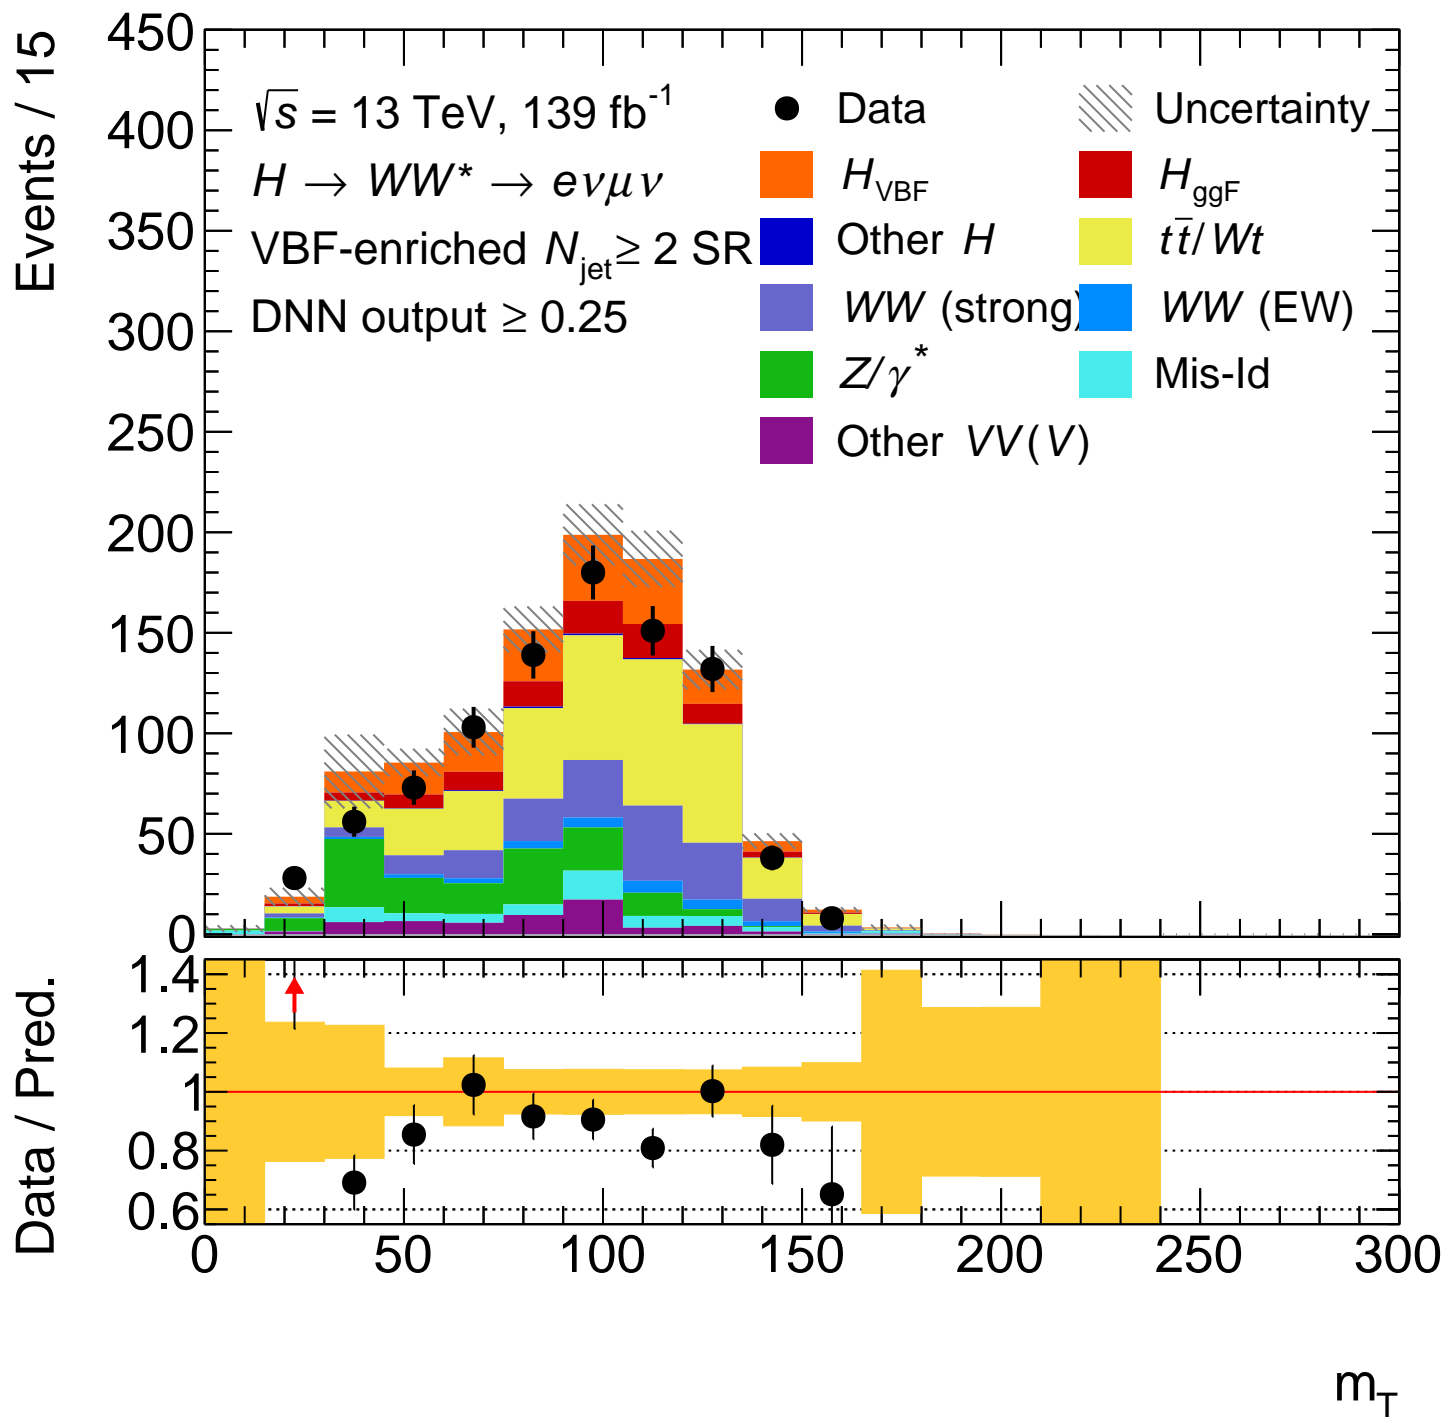 Events / 15
450
400
350
300
250
200
150
100
50
0
√s = 13 TeV, 139 fb⁻¹
H → WW* → eνμν
VBF-enriched N_jet ≥ 2 SR
DNN output ≥ 0.25
Data
Uncertainty
H_VBF
H_ggF
Other H
tt̄/Wt
WW (strong)
WW (EW)
Z/γ*
Mis-Id
Other VV(V)
Data / Pred.
1.4
1.2
1
0.8
0.6
0 50 100 150 200 250 300
m_T